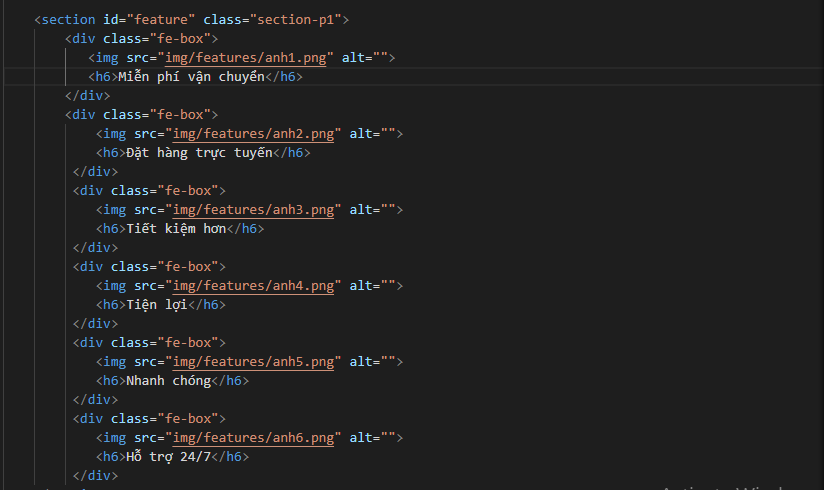 <section id="feature" class="section-p1">
<div class="fe-box">
<img src="img/features/anh1.png" alt="">
<h6>Miễn phí vận chuyển</h6>
</div>
<div class="fe-box">
<img src="img/features/anh2.png" alt="">
<h6>Đặt hàng trực tuyến</h6>
</div>
<div class="fe-box">
<img src="img/features/anh3.png" alt="">
<h6>Tiết kiệm hơn</h6>
</div>
<div class="fe-box">
<img src="img/features/anh4.png" alt="">
<h6>Tiện lợi</h6>
</div>
<div class="fe-box">
<img src="img/features/anh5.png" alt="">
<h6>Nhanh chóng</h6>
</div>
<div class="fe-box">
<img src="img/features/anh6.png" alt="">
<h6>Hỗ trợ 24/7</h6>
</div>